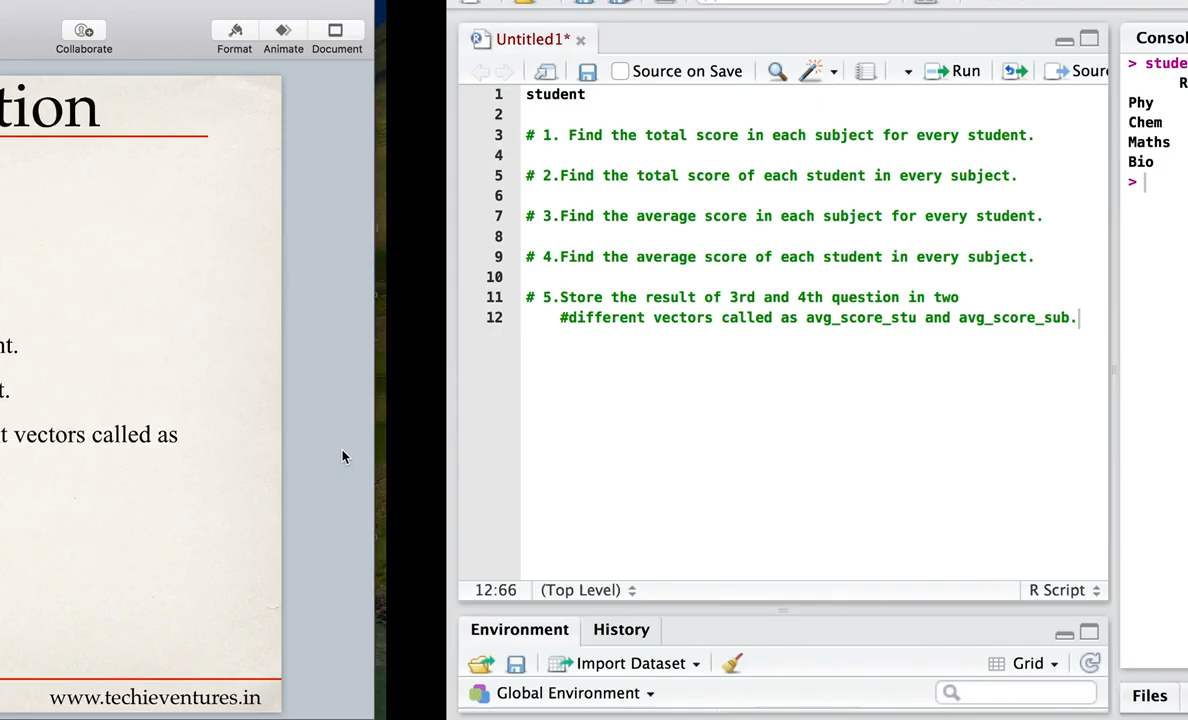 Collaborate
Format
Animate
Document
tion
nt.
t.
t vectors called as
www.techieventures.in
Untitled1*
Source on Save
Run
Sour
1 student
2
3 # 1. Find the total score in each subject for every student.
4
5 # 2.Find the total score of each student in every subject.
6
7 # 3.Find the average score in each subject for every student.
8
9 # 4.Find the average score of each student in every subject.
10
11 # 5.Store the result of 3rd and 4th question in two
12 #different vectors called as avg_score_stu and avg_score_sub.
12:66
(Top Level)
R Script
Environment
History
Import Dataset
Grid
Global Environment
Consol
> stude
R
Phy
Chem
Maths
Bio
>
Files